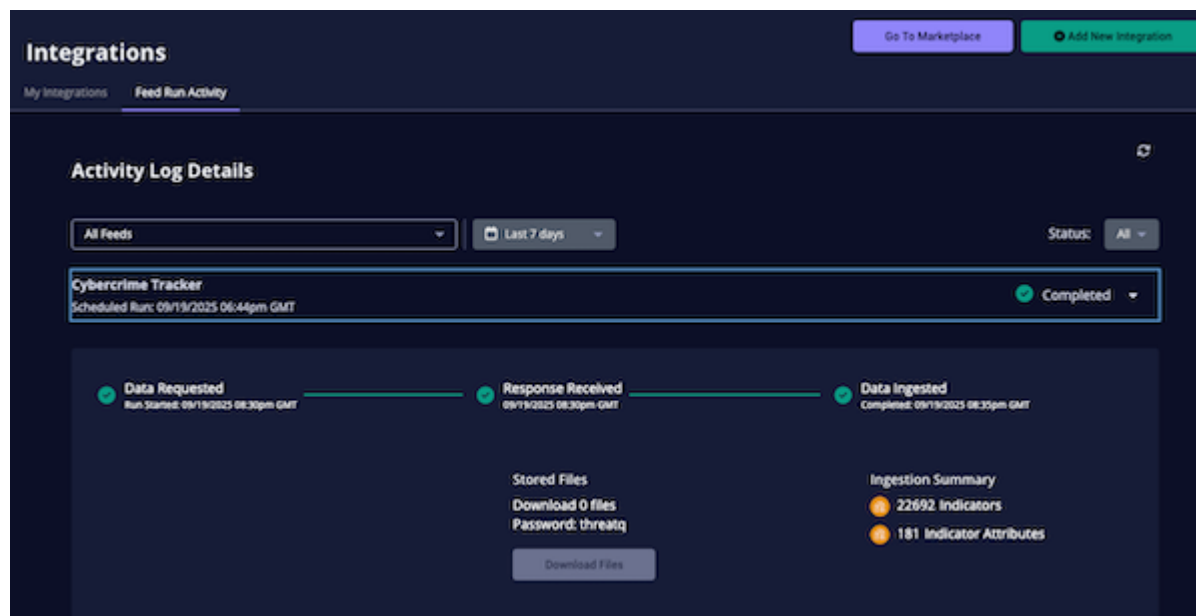 Go To Marketplace
Add New Integration
Integrations
My Integrations
Feed Run Activity
Activity Log Details
All Feeds
Last 7 days
Status:
All
Cybercrime Tracker
Scheduled Run: 09/19/2025 06:44pm GMT
Completed
Data Requested
Run Started: 09/19/2025 08:30pm GMT
Response Received
09/19/2025 08:30pm GMT
Data Ingested
Completed: 09/19/2025 08:35pm GMT
Stored Files
Download 0 files
Password: threatq
Download Files
Ingestion Summary
22692 Indicators
181 Indicator Attributes